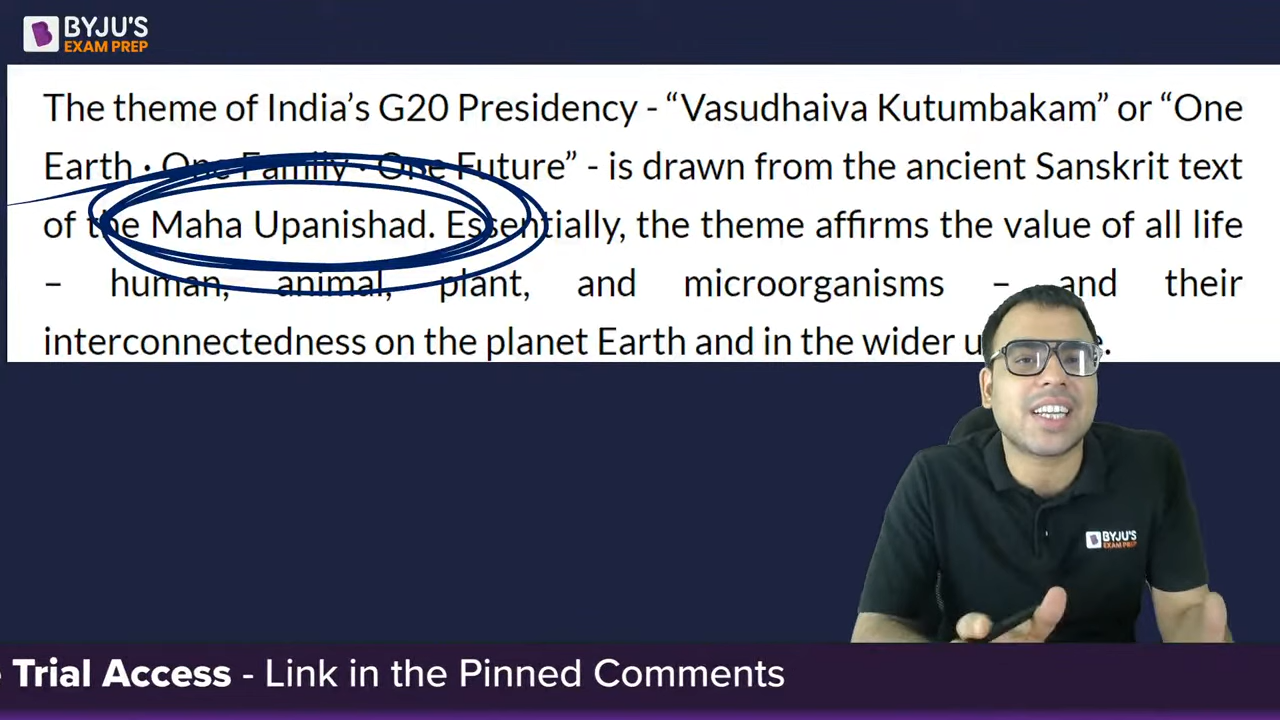 BYJU'S
EXAM PREP
The theme of India’s G20 Presidency - “Vasudhaiva Kutumbakam” or “One
Earth · One Family · One Future” - is drawn from the ancient Sanskrit text
of the Maha Upanishad. Essentially, the theme affirms the value of all life
– human, animal, plant, and microorganisms – and their
interconnectedness on the planet Earth and in the wider
BYJU'S
EXAM PREP
Trial Access - Link in the Pinned Comments